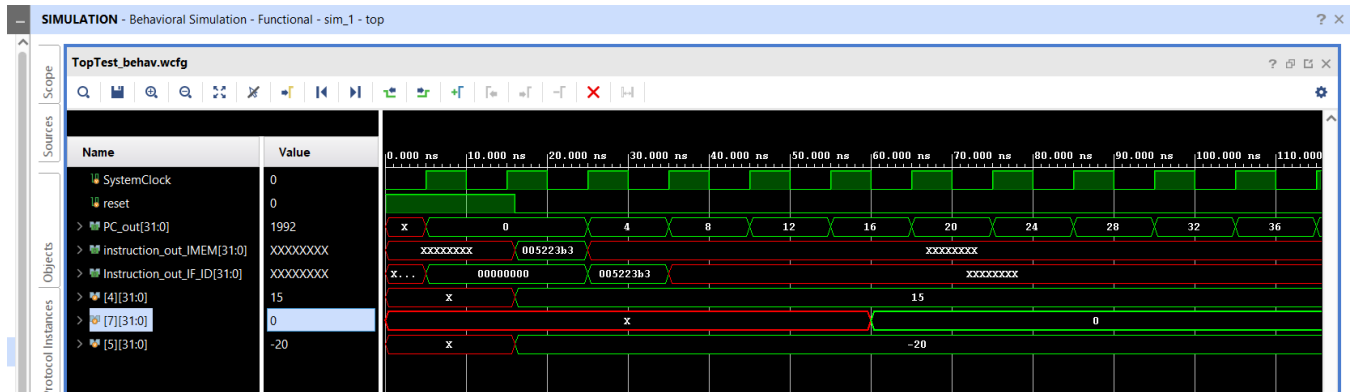 SIMULATION - Behavioral Simulation - Functional - sim_1 - top
TopTest_behav.wcfg
Scope
Sources
Objects
Protocol Instances
Name Value
0.000 ns 10.000 ns 20.000 ns 30.000 ns 40.000 ns 50.000 ns 60.000 ns 70.000 ns 80.000 ns 90.000 ns 100.000 ns 110.000
SystemClock 0
reset 0
PC_out[31:0] 1992 X 0 4 8 12 16 20 24 28 32 36
instruction_out_IMEM[31:0] XXXXXXXX XXXXXXXX 005223b3 XXXXXXXX
Instruction_out_IF_ID[31:0] XXXXXXXX X... 00000000 005223b3 XXXXXXXX
[4][31:0] 15 X 15
[7][31:0] 0 X 0
[5][31:0] -20 X -20